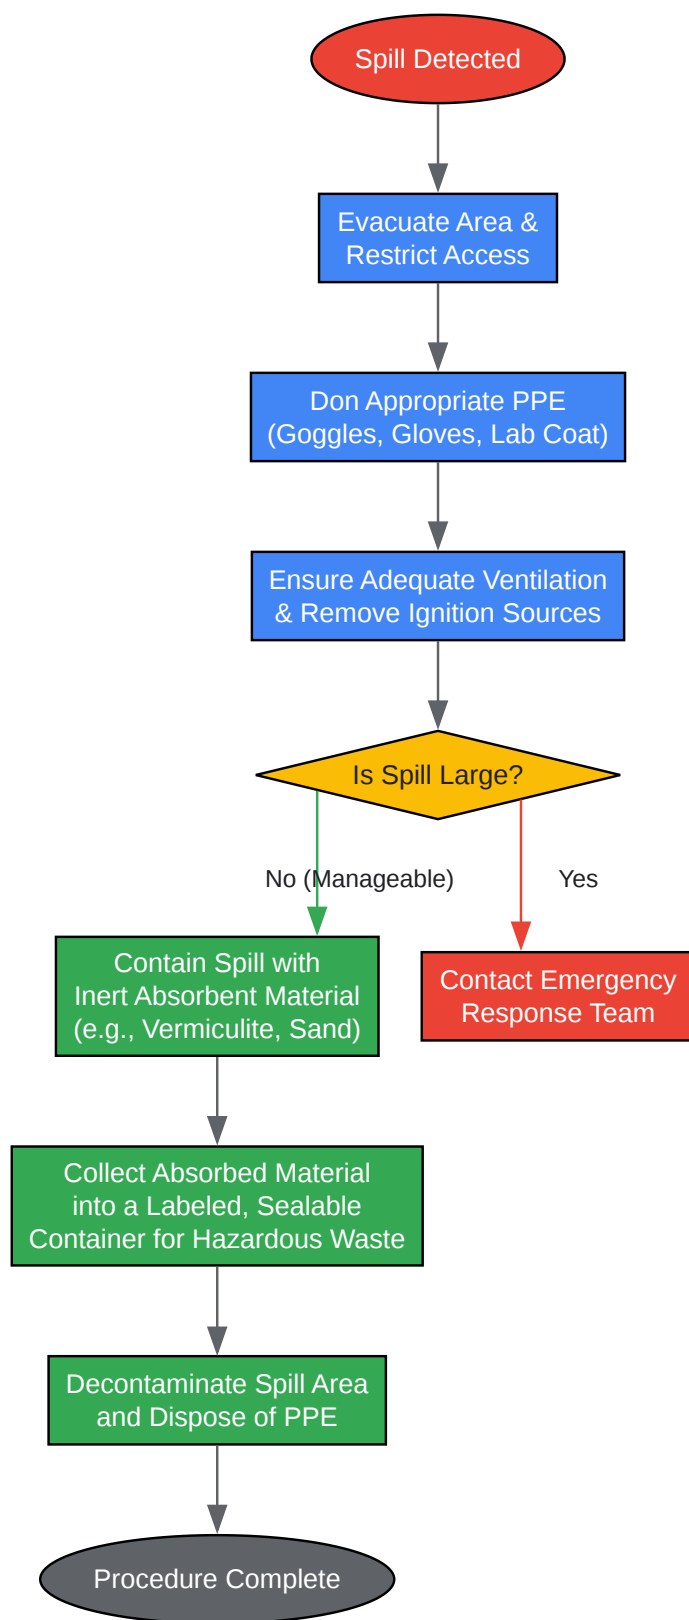 Spill Detected
Evacuate Area &
Restrict Access
Don Appropriate PPE
(Goggles, Gloves, Lab Coat)
Ensure Adequate Ventilation
& Remove Ignition Sources
Is Spill Large?
No (Manageable)
Yes
Contain Spill with
Inert Absorbent Material
(e.g., Vermiculite, Sand)
Contact Emergency
Response Team
Collect Absorbed Material
into a Labeled, Sealable
Container for Hazardous Waste
Decontaminate Spill Area
and Dispose of PPE
Procedure Complete